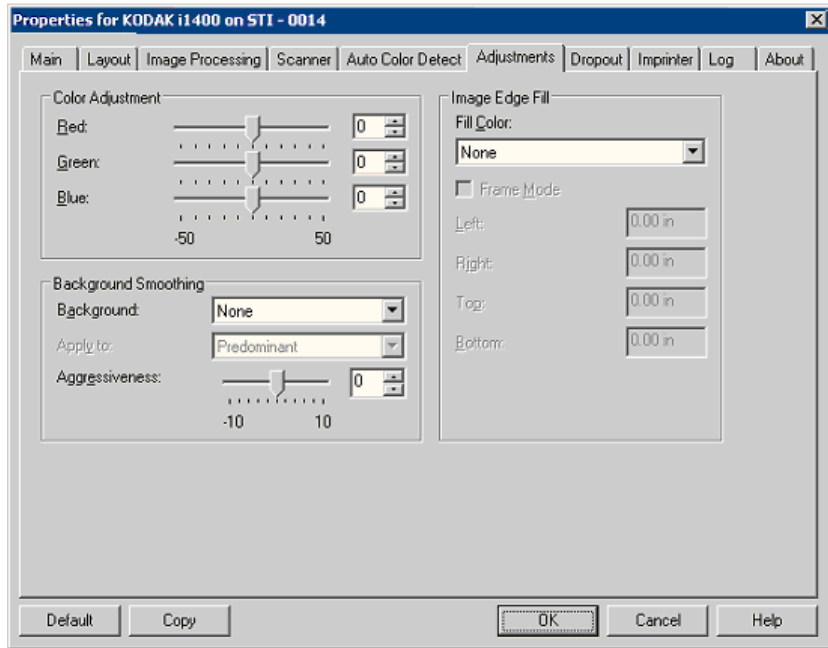 Properties for KODAK i1400 on STI - 0014
Main Layout Image Processing Scanner Auto Color Detect Adjustments Dropout Imprinter Log About
Color Adjustment
Red: 0
Green: 0
Blue: 0
-50 50
Background Smoothing
Background: None
Apply to: Predominant
Aggressiveness: 0
-10 10
Image Edge Fill
Fill Color:
None
Frame Mode
Left: 0.00 in
Right: 0.00 in
Top: 0.00 in
Bottom: 0.00 in
Default Copy OK Cancel Help